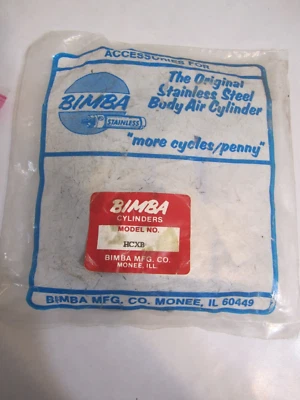 ACCESSORIES FOR
BIMBA
STAINLESS
The Original
Stainless Steel
Body Air Cylinder
"more cycles/penny"
BIMBA
CYLINDERS
MODEL NO.
HCXB
BIMBA MFG. CO.
MONEE, ILL.
BIMBA MFG. CO. MONEE, IL 60449